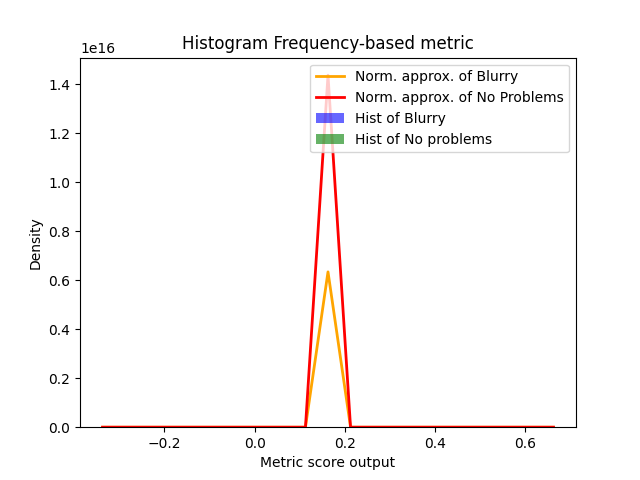 Histogram Frequency-based metric
1e16
Norm. approx. of Blurry
Norm. approx. of No Problems
Hist of Blurry
Hist of No problems
1.4
1.2
1.0
0.8
0.6
0.4
0.2
0.0
Density
−0.2 0.0 0.2 0.4 0.6
Metric score output